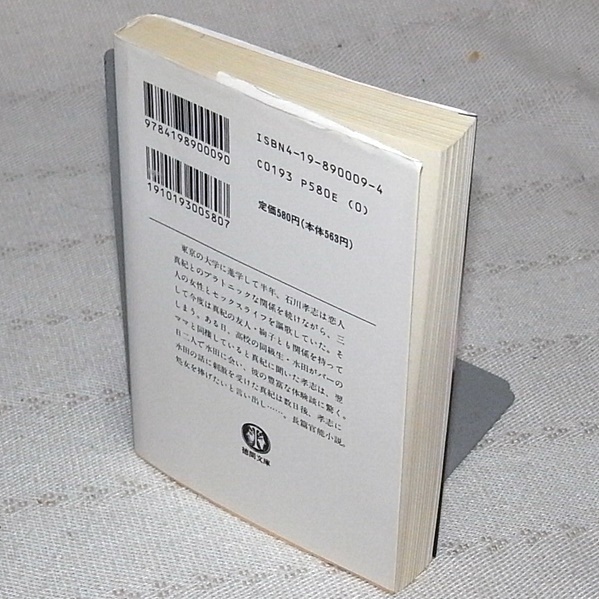 9784198900090
ISBN4-19-890009-4
C0193 P580E (0)
1910193005807
定価580円(本体563円)
東京の大学に進学して半年、石川孝志は恋人
真紀とのプラトニックな関係を続けながら、三
人の女性とセックスライフを謳歌していた。そ
して今度は真紀の友人・絢子とも関係を持って
しまう。ある日、高校の同級生・永田がバーの
ママと同棲していると真紀に聞いた孝志は、翌
日二人で永田に会い、彼の豊富な体験談に驚く。
永田の話に刺激を受けた真紀は数日後、孝志に
処女を捧げたいと言い出し……。長篇官能小説。
徳間文庫